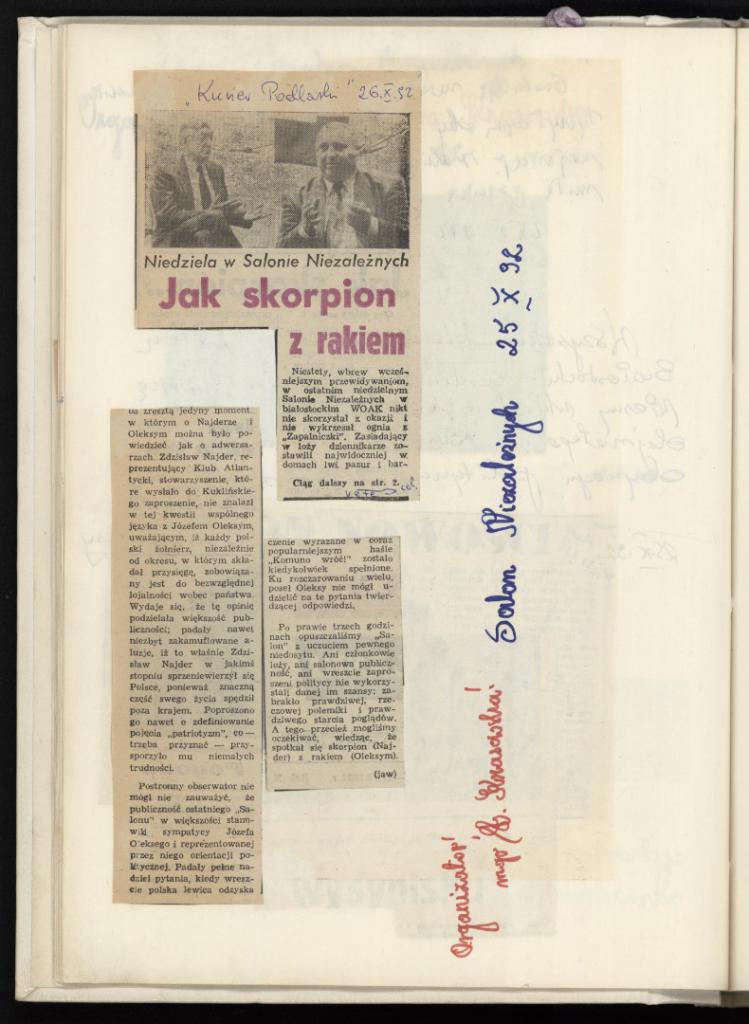 „Kurier Podlaski" 26.X.92
Niedziela w Salonie Niezależnych
Jak skorpion
z rakiem
Niestety, wbrew wcześ-
niejszym przewidywaniom,
w ostatnim niedzielnym
Salonie Niezależnych w
białostockim WOAK nikt
nie skorzystał z okazji i
nie wykrzesał ognia z
„Zapalniczki". Zasiadający
w loży dziennikarze zo-
stawili najwidoczniej w
domach lwi pazur i bar-
Ciąg dalszy na str. 2.
zresztą jedyny moment,
w którym o Najderze i
Oleksym można było po-
wiedzieć jak o adwersa-
rzach. Zdzisław Najder, re-
prezentujący Klub Atlan-
tycki, stowarzyszenie, któ-
re wysłało do Kuklińskie-
go zaproszenie, nie znalazł
w tej kwestii wspólnego
języka z Józefem Oleksym,
uważającym, iż każdy pol-
ski żołnierz, niezależnie
od okresu, w którym skła-
dał przysięgę, zobowiąza-
ny jest do bezwzględnej
lojalności wobec państwa.
Wydaje się, że tę opinię
podzielała większość pu-
bliczności; padały nawet
niezbyt zakamuflowane a-
luzje, iż to właśnie Zdzi-
sław Najder w jakimś
stopniu sprzeniewierzył się
Polsce, ponieważ znaczną
część swego życia spędził
poza krajem. Poproszono
go nawet o zdefiniowanie
pojęcia „patriotyzm", co —
trzeba przyznać — przy-
sporzyło mu niemałych
trudności.
Postronny obserwator nie
mógł nie zauważyć, że
publiczność ostatniego „Sa-
lonu" w większości stano-
wili sympatycy Józefa
Oleksego i reprezentowanej
przez niego orientacji po-
litycznej. Padały pełne na-
dziei pytania, kiedy wresz-
cie polska lewica odzyska
czenie wyrażane w coraz
popularniejszym haśle
„Komuno wróć!" zostało
kiedykolwiek spełnione.
Ku rozczarowaniu wielu,
poseł Oleksy nie mógł u-
dzielić na te pytania twier-
dzącej odpowiedzi.
Po prawie trzech godzi-
nach opuszczaliśmy „Sa-
lon" z uczuciem pewnego
niedosytu. Ani członkowie
loży, ani salonowa publicz-
ność, ani wreszcie zapro-
szeni politycy nie wykorzy-
stali danej im szansy; za-
brakło prawdziwej, rze-
czowej polemiki i praw-
dziwego starcia poglądów.
A tego przecież mogliśmy
oczekiwać, wiedząc, że
spotkał się skorpion (Naj-
der) z rakiem (Oleksym).
(jaw)
Salon Niezależnych 25 X 92
Organizator:
mgr